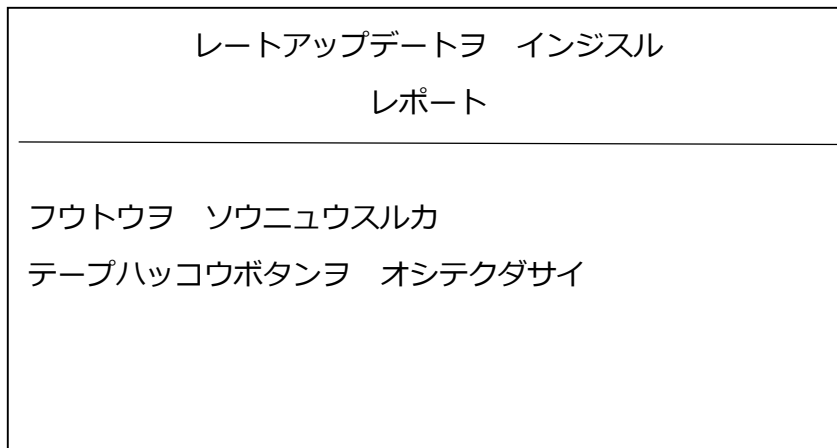 レートアップデートヲ　インジスル
レポート
フウトウヲ　ソウニュウスルカ
テープハッコウボタンヲ　オシテクダサイ